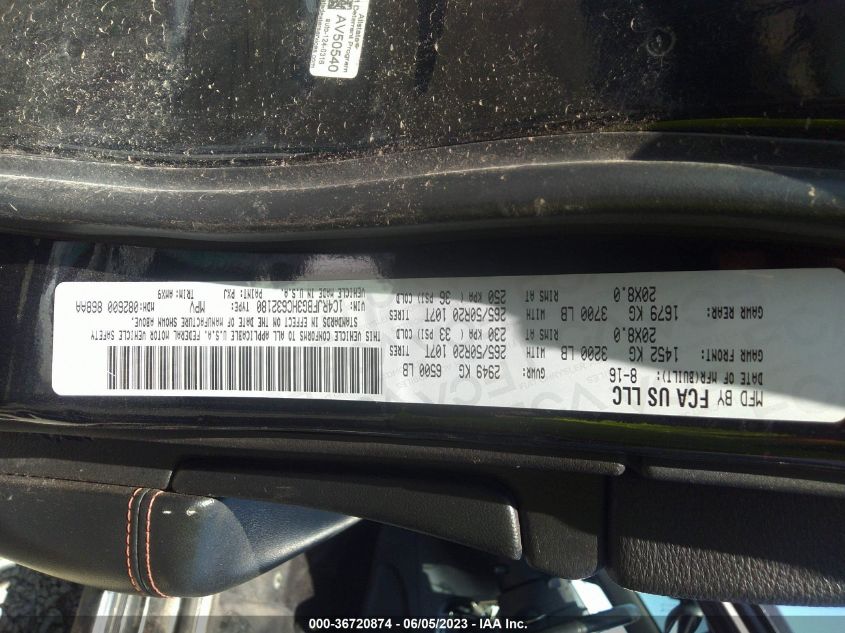 MFD BY FCA US LLC
DATE OF MFR(BUILT): 8-16
GVWR: 2949 KG 6500 LB
GAWR FRONT: 1452 KG 3200 LB WITH 265/50R20 107T TIRES
20X8.0 RIMS AT 230 KPA ( 33 PSI) COLD
GAWR REAR: 1679 KG 3700 LB WITH 265/50R20 107T TIRES
20X8.0 RIMS AT 250 KPA ( 36 PSI) COLD
THIS VEHICLE CONFORMS TO ALL APPLICABLE U.S.A. FEDERAL MOTOR VEHICLE SAFETY
STANDARDS IN EFFECT ON THE DATE OF MANUFACTURE SHOWN ABOVE.
VIN: 1C4RJFBG3HC632180 TYPE: MPV MDH: 082600 868AA
VEHICLE MADE IN U.S.A. PAINT: PXJ TRIM: AMX9
Allstate®
AV50540
000-36720874 / 06/05/2023 - IAA Inc.